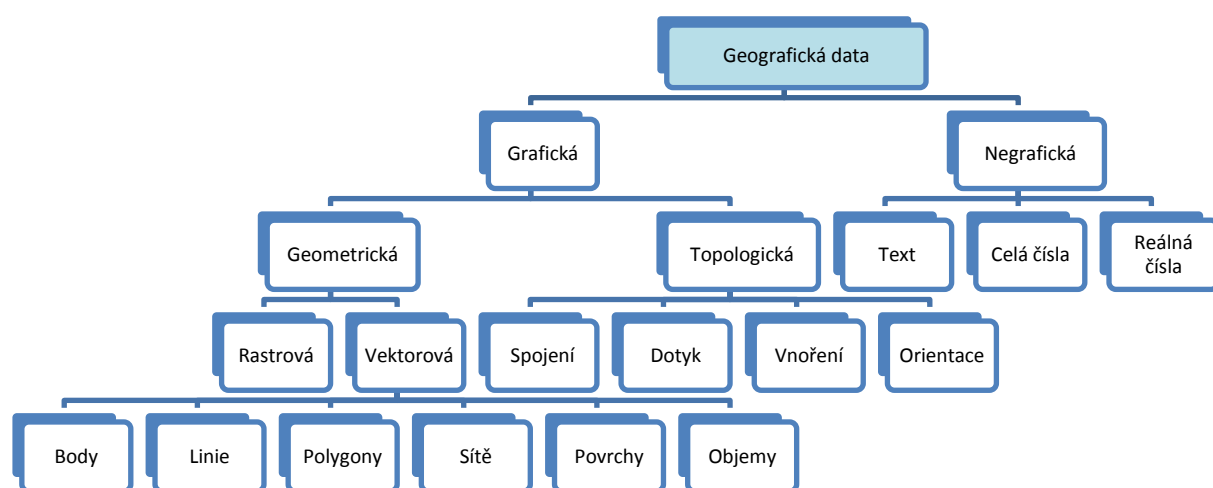 Geografická data
Grafická
Negrafická
Geometrická
Topologická
Text
Celá čísla
Reálná
čísla
Rastrová
Vektorová
Spojení
Dotyk
Vnoření
Orientace
Body
Linie
Polygony
Sítě
Povrchy
Objemy